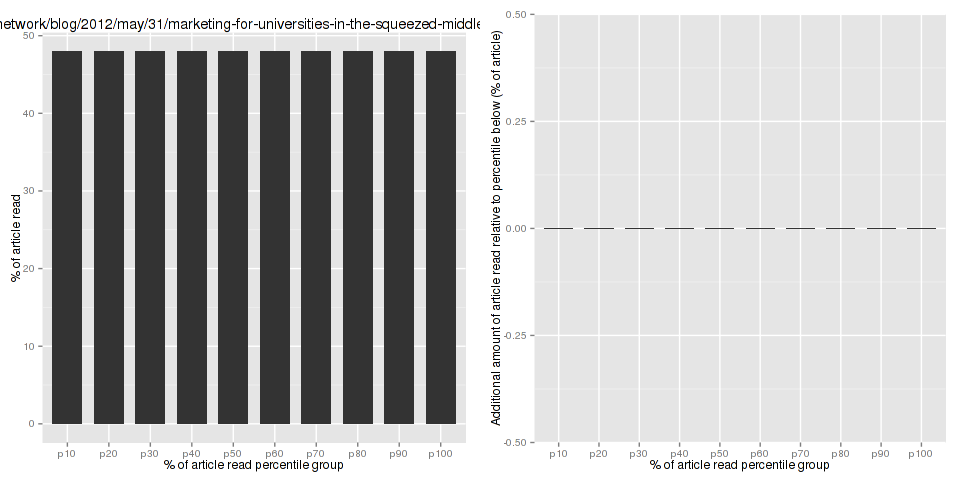 network/blog/2012/may/31/marketing-for-universities-in-the-squeezed-middle
% of article read
50
40
30
20
10
0
p10 p20 p30 p40 p50 p60 p70 p80 p90 p100
% of article read percentile group
Additional amount of article read relative to percentile below (% of article)
0.50
0.25
0.00
-0.25
-0.50
p10 p20 p30 p40 p50 p60 p70 p80 p90 p100
% of article read percentile group